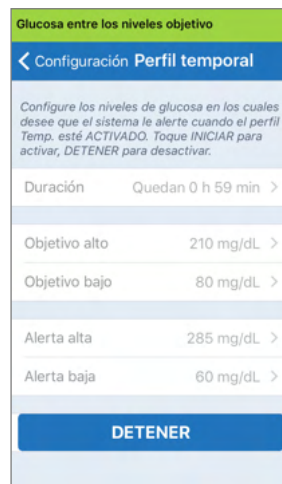 Glucosa entre los niveles objetivo
Configuración Perfil temporal
Configure los niveles de glucosa en los cuales
desee que el sistema le alerte cuando el perfil
Temp. esté ACTIVADO. Toque INICIAR para
activar, DETENER para desactivar.
Duración Quedan 0 h 59 min
Objetivo alto 210 mg/dL
Objetivo bajo 80 mg/dL
Alerta alta 285 mg/dL
Alerta baja 60 mg/dL
DETENER